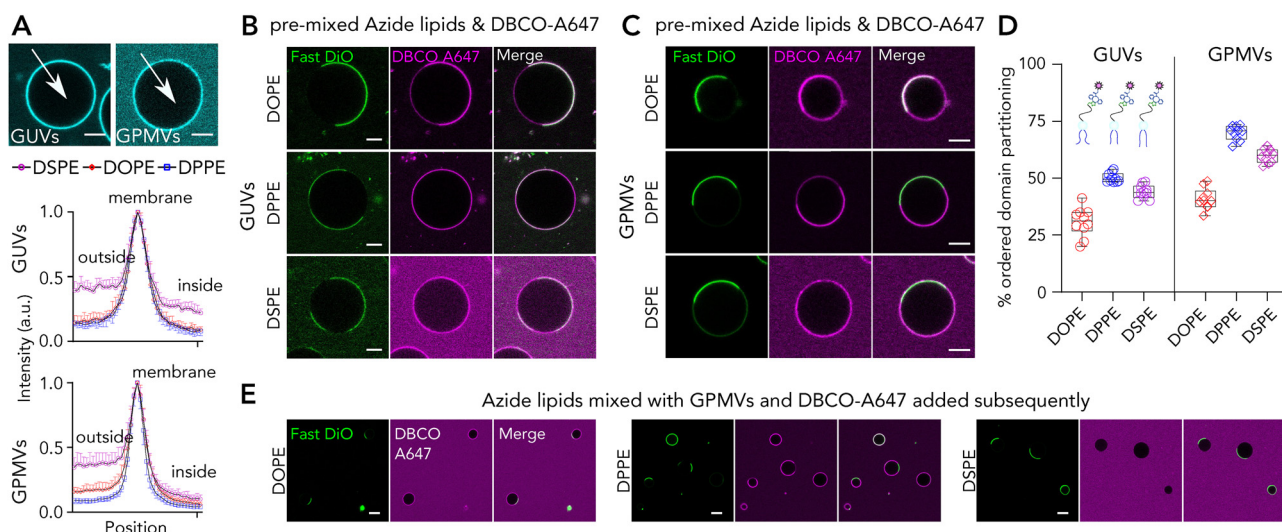 A
GUVs
GPMVs
DSPE DOPE DPPE
membrane
outside
inside
1.0
0.5
0.0
GUVs
Intensity (a.u.)
membrane
outside
inside
1.0
0.5
0.0
GPMVs
Position
B pre-mixed Azide lipids & DBCO-A647
Fast DiO DBCO A647 Merge
DOPE
DPPE
DSPE
GUVs
C pre-mixed Azide lipids & DBCO-A647
Fast DiO DBCO A647 Merge
DOPE
DPPE
DSPE
GPMVs
D
GUVs GPMVs
% ordered domain partitioning
100
75
50
25
0
DOPE DPPE DSPE DOPE DPPE DSPE
E Azide lipids mixed with GPMVs and DBCO-A647 added subsequently
DOPE
Fast DiO
DBCO
A647
Merge
DPPE
DSPE